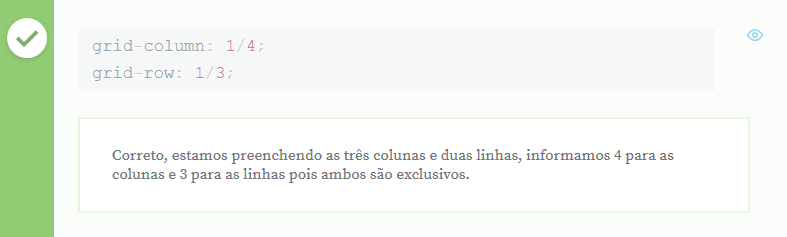 grid-column: 1/4;
grid-row: 1/3;
Correto, estamos preenchendo as três colunas e duas linhas, informamos 4 para as
colunas e 3 para as linhas pois ambos são exclusivos.